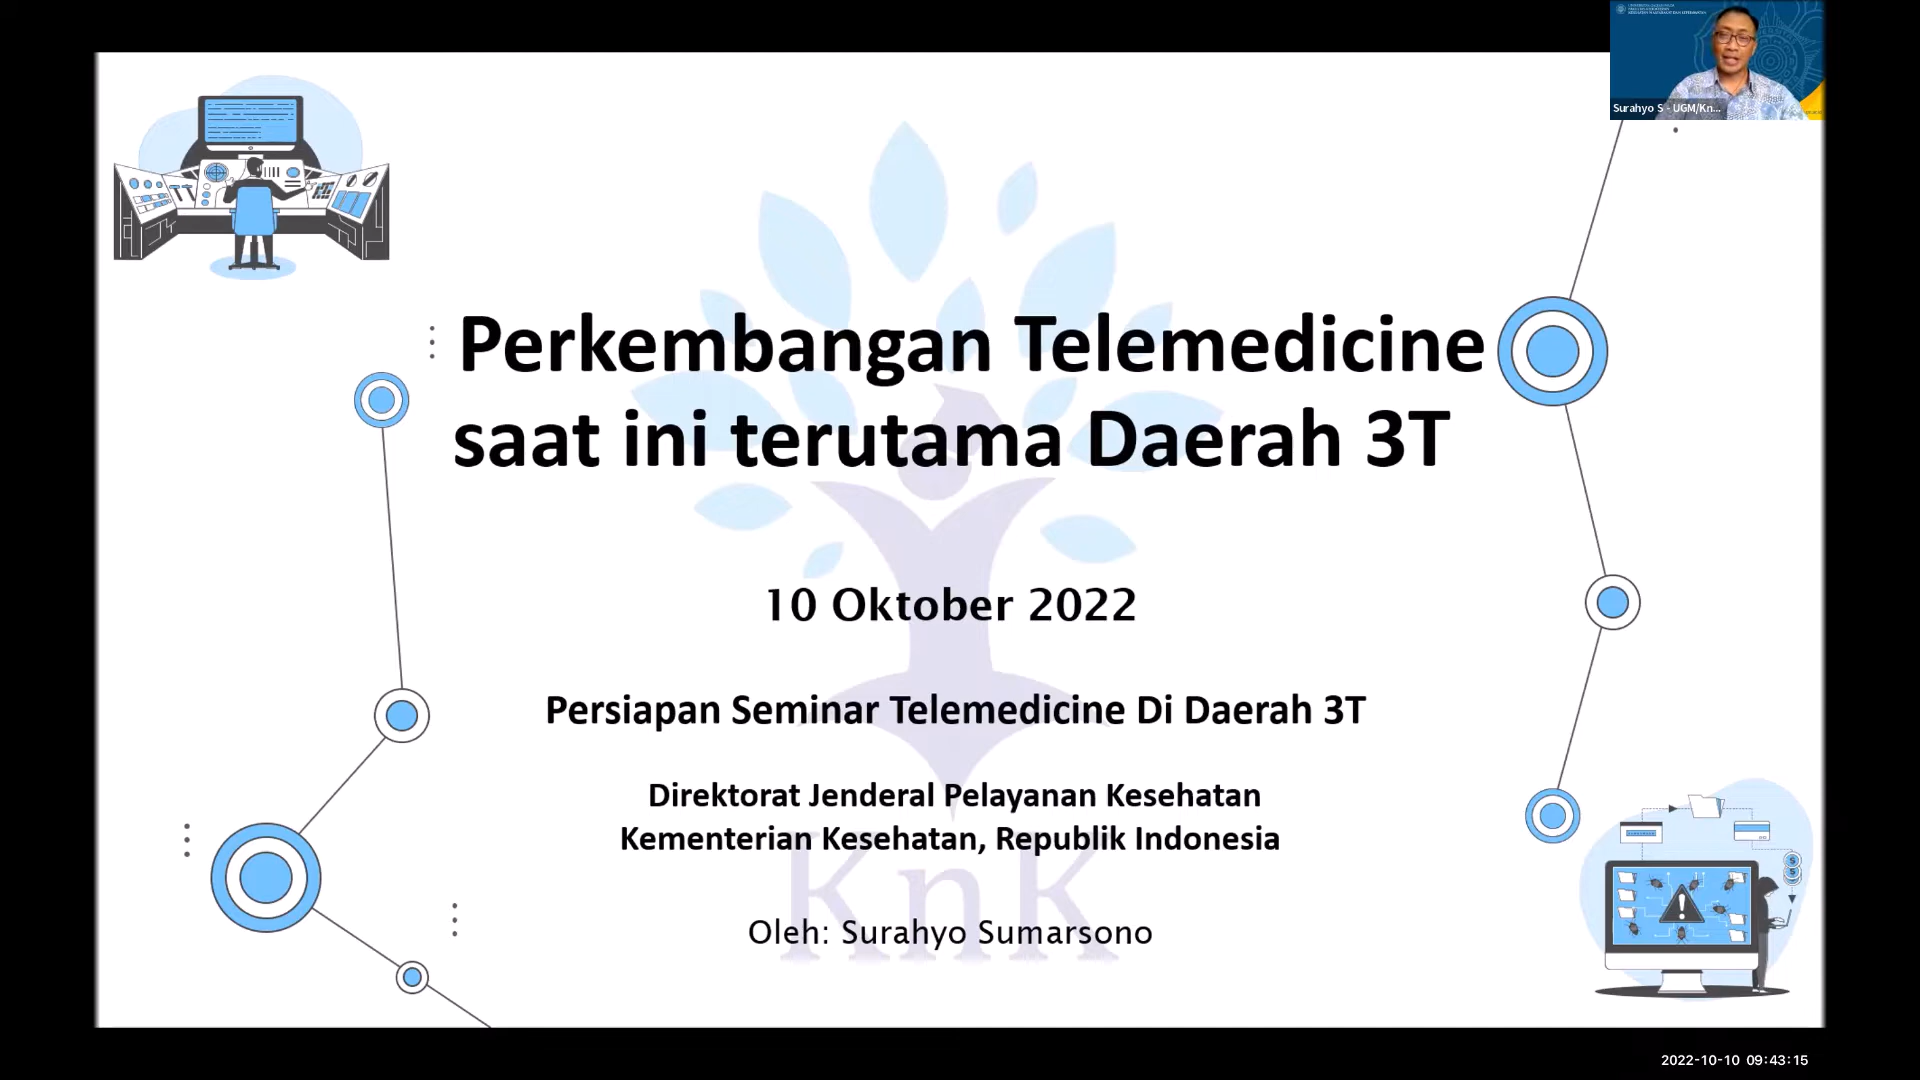 Surahyo S - UGM/Kn...
Perkembangan Telemedicine
saat ini terutama Daerah 3T
10 Oktober 2022
Persiapan Seminar Telemedicine Di Daerah 3T
Direktorat Jenderal Pelayanan Kesehatan
Kementerian Kesehatan, Republik Indonesia
KnK
Oleh: Surahyo Sumarsono
2022-10-10 09:43:15